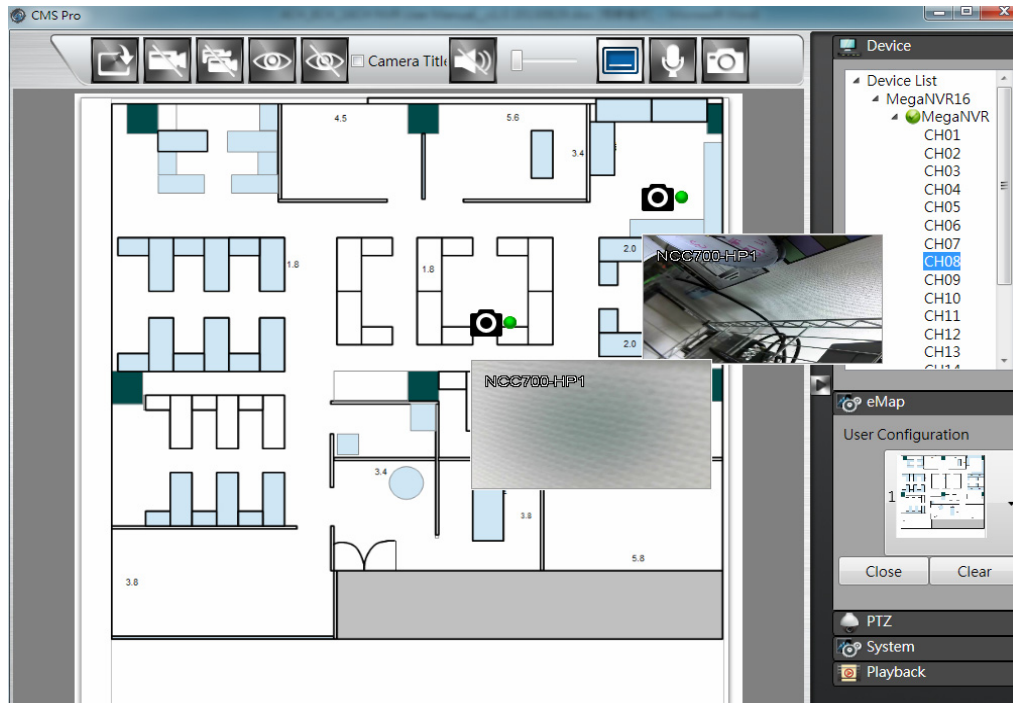 CMS Pro
Camera Title
Device
Device List
MegaNVR16
MegaNVR
CH01
CH02
CH03
CH04
CH05
CH06
CH07
CH08
CH09
CH10
CH11
CH12
CH13
CH14
4.5
5.6
3.4
1.8
1.8
2.0
NCC700-HP1
2.0
NCC700-HP1
3.4
3.8
5.8
3.8
eMap
User Configuration
1
Close
Clear
PTZ
System
Playback